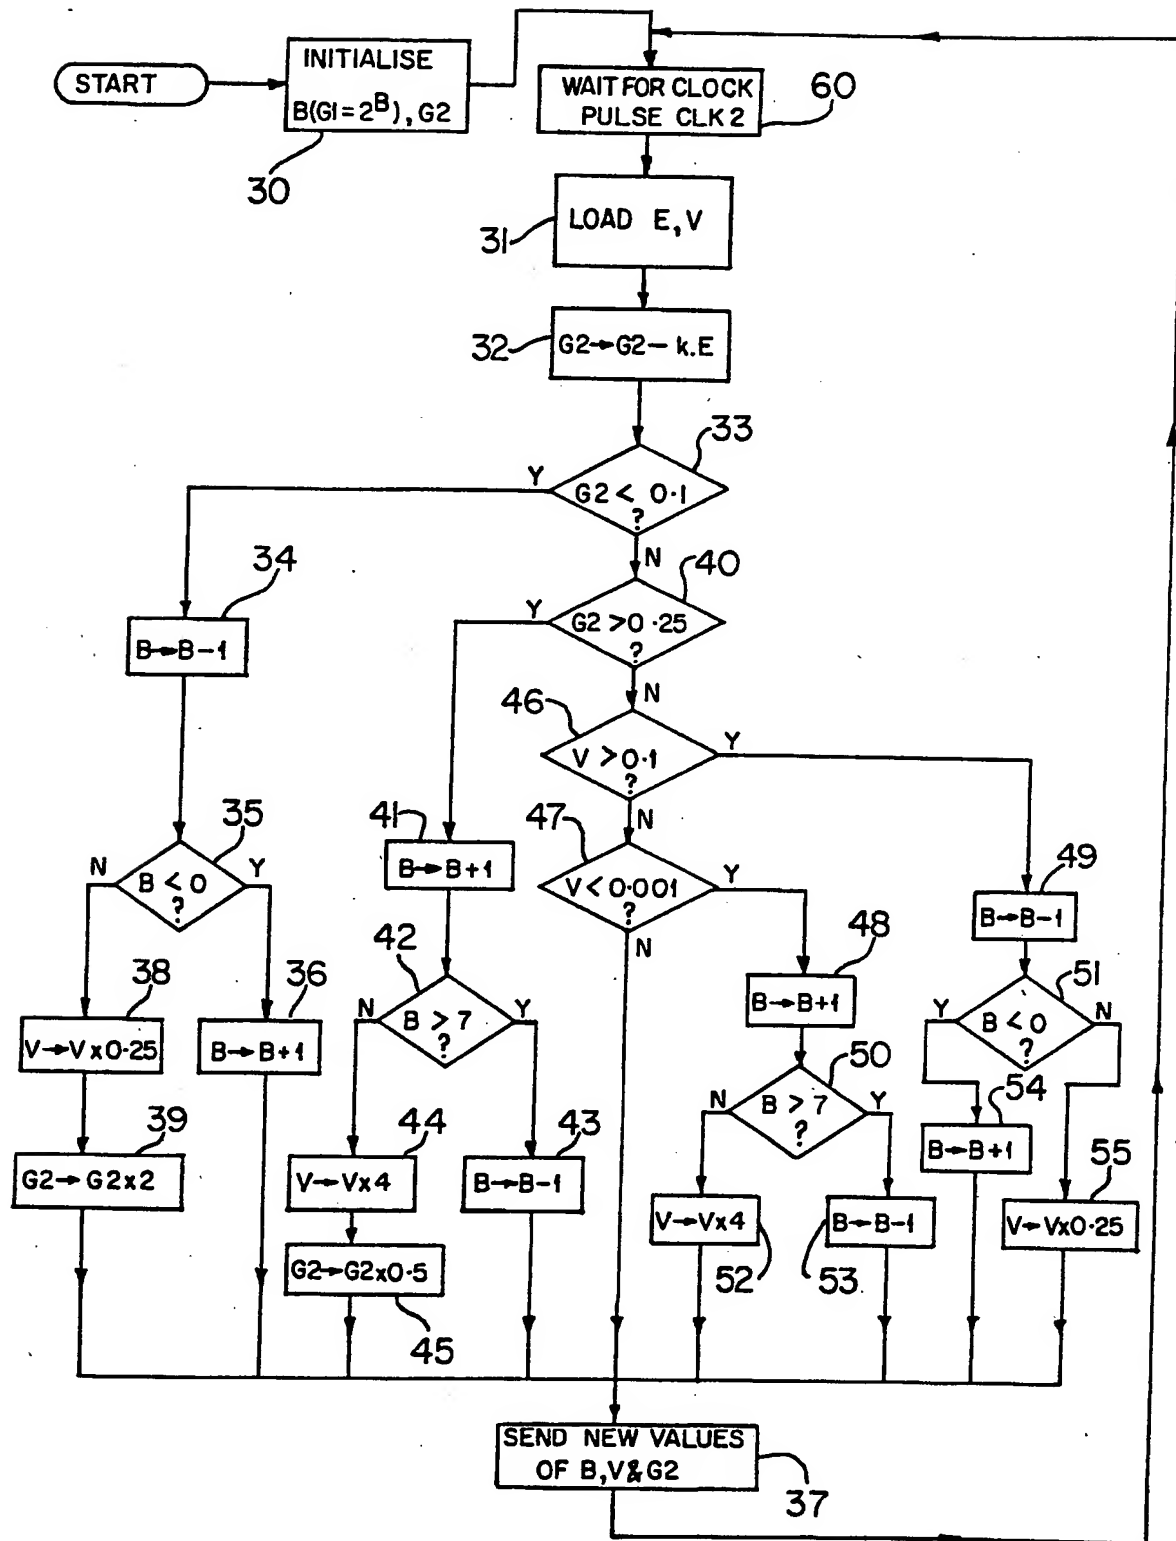 START
INITIALISE
B(G1=2^B), G2
30
WAIT FOR CLOCK
PULSE CLK 2
60
LOAD E,V
31
G2→G2−k.E
32
33
G2 < 0·1
?
Y
N
34
B→B−1
40
G2 >0·25
?
Y
N
46
V >0·1
?
Y
N
35
B < 0
?
N
Y
41
B→B+1
47
V<0·001
?
Y
N
49
B→B−1
38
V→V×0·25
36
B→B+1
42
B > 7
?
N
Y
48
B→B+1
51
B <0
?
Y
N
39
G2→G2×2
44
V→V×4
43
B→B−1
50
B > 7
?
N
Y
54
B→B+1
55
V→V×0·25
G2→G2×0·5
45
V→V×4
52
B→B−1
53
SEND NEW VALUES
OF B,V&G2
37